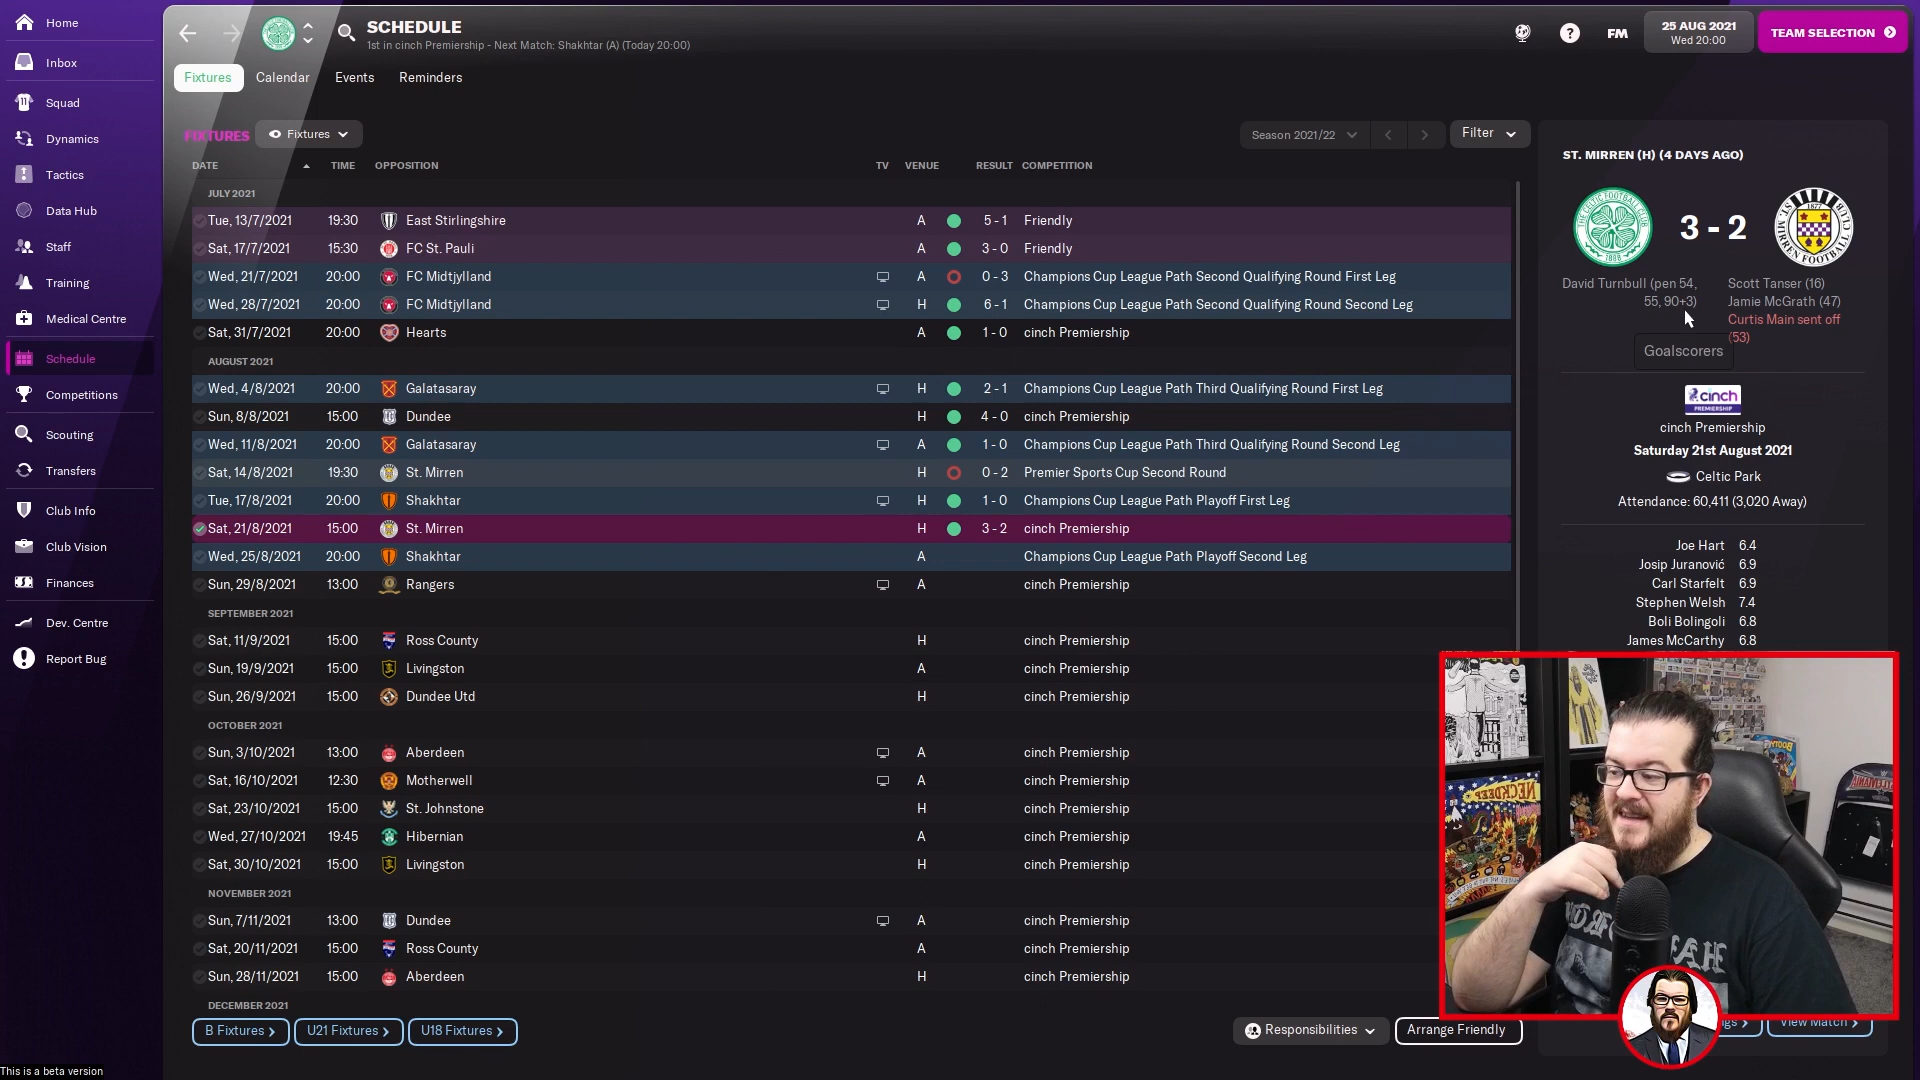 Home
Inbox
Squad
Dynamics
Tactics
Data Hub
Staff
Training
Medical Centre
Schedule
Competitions
Scouting
Transfers
Club Info
Club Vision
Finances
Dev. Centre
Report Bug
This is a beta version
SCHEDULE
1st in cinch Premiership - Next Match: Shakhtar (A) (Today 20:00)
FM
25 AUG 2021
Wed 20:00
TEAM SELECTION
Fixtures Calendar Events Reminders
FIXTURES Fixtures
Season 2021/22 Filter
DATE TIME OPPOSITION TV VENUE RESULT COMPETITION
JULY 2021
Tue, 13/7/2021 19:30 East Stirlingshire A 5 - 1 Friendly
Sat, 17/7/2021 15:30 FC St. Pauli A 3 - 0 Friendly
Wed, 21/7/2021 20:00 FC Midtjylland A 0 - 3 Champions Cup League Path Second Qualifying Round First Leg
Wed, 28/7/2021 20:00 FC Midtjylland H 6 - 1 Champions Cup League Path Second Qualifying Round Second Leg
Sat, 31/7/2021 20:00 Hearts A 1 - 0 cinch Premiership
AUGUST 2021
Wed, 4/8/2021 20:00 Galatasaray H 2 - 1 Champions Cup League Path Third Qualifying Round First Leg
Sun, 8/8/2021 15:00 Dundee H 4 - 0 cinch Premiership
Wed, 11/8/2021 20:00 Galatasaray A 1 - 0 Champions Cup League Path Third Qualifying Round Second Leg
Sat, 14/8/2021 19:30 St. Mirren H 0 - 2 Premier Sports Cup Second Round
Tue, 17/8/2021 20:00 Shakhtar H 1 - 0 Champions Cup League Path Playoff First Leg
Sat, 21/8/2021 15:00 St. Mirren H 3 - 2 cinch Premiership
Wed, 25/8/2021 20:00 Shakhtar A Champions Cup League Path Playoff Second Leg
Sun, 29/8/2021 13:00 Rangers A cinch Premiership
SEPTEMBER 2021
Sat, 11/9/2021 15:00 Ross County H cinch Premiership
Sun, 19/9/2021 15:00 Livingston A cinch Premiership
Sun, 26/9/2021 15:00 Dundee Utd H cinch Premiership
OCTOBER 2021
Sun, 3/10/2021 13:00 Aberdeen A cinch Premiership
Sat, 16/10/2021 12:30 Motherwell A cinch Premiership
Sat, 23/10/2021 15:00 St. Johnstone H cinch Premiership
Wed, 27/10/2021 19:45 Hibernian A cinch Premiership
Sat, 30/10/2021 15:00 Livingston H cinch Premiership
NOVEMBER 2021
Sun, 7/11/2021 13:00 Dundee A cinch Premiership
Sat, 20/11/2021 15:00 Ross County A cinch Premiership
Sun, 28/11/2021 15:00 Aberdeen H cinch Premiership
DECEMBER 2021
B Fixtures U21 Fixtures U18 Fixtures
Responsibilities Arrange Friendly
ST. MIRREN (H) (4 DAYS AGO)
THE CELTIC FOOTBALL CLUB
1888
3 - 2
1877
ST. MIRREN FOOTBALL CLUB
David Turnbull (pen 54,
55, 90+3)
Scott Tanser (16)
Jamie McGrath (47)
Curtis Main sent off
(53)
Goalscorers
cinch
PREMIERSHIP
cinch Premiership
Saturday 21st August 2021
Celtic Park
Attendance: 60,411 (3,020 Away)
Joe Hart 6.4
Josip Juranović 6.9
Carl Starfelt 6.9
Stephen Welsh 7.4
Boli Bolingoli 6.8
James McCarthy 6.8
NECKDEEP
View Match